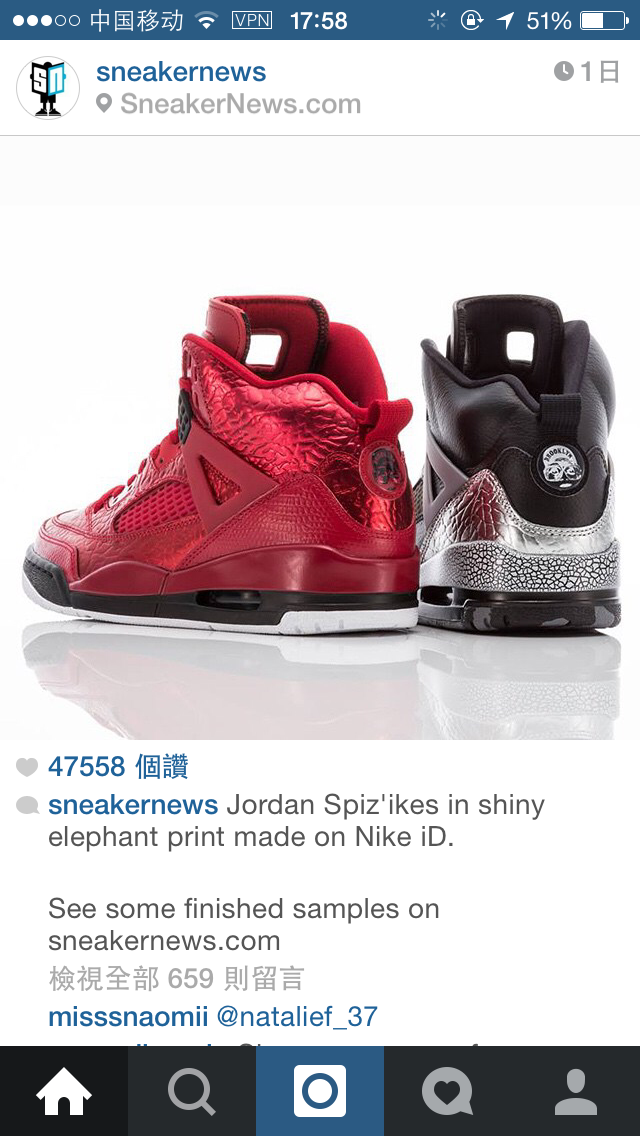 中国移动 VPN 17:58 51%
SN
sneakernews 1日
SneakerNews.com
BROOKLYN
47558 個讚
sneakernews Jordan Spiz'ikes in shiny
elephant print made on Nike iD.
See some finished samples on
sneakernews.com
檢視全部 659 則留言
misssnaomii @natalief_37